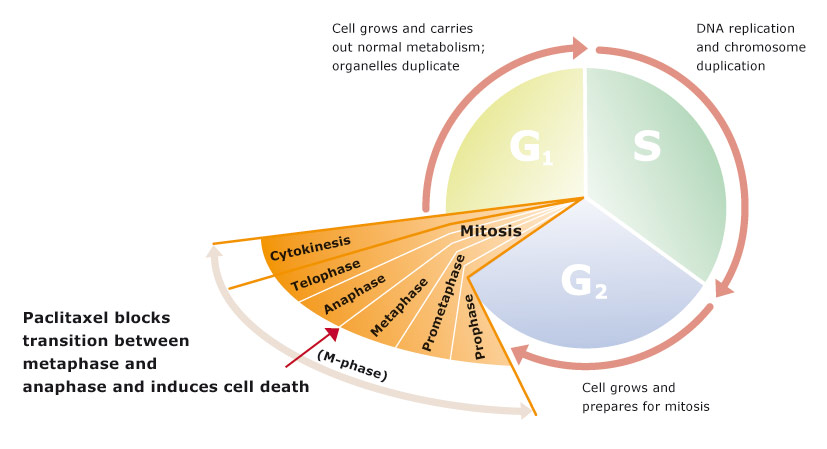 Cell grows and carries
out normal metabolism;
organelles duplicate
DNA replication
and chromosome
duplication
G1
S
Mitosis
G2
Cytokinesis
Telophase
Anaphase
Metaphase
Prometaphase
Prophase
Paclitaxel blocks
transition between
metaphase and
anaphase and induces cell death
(M-phase)
Cell grows and
prepares for mitosis